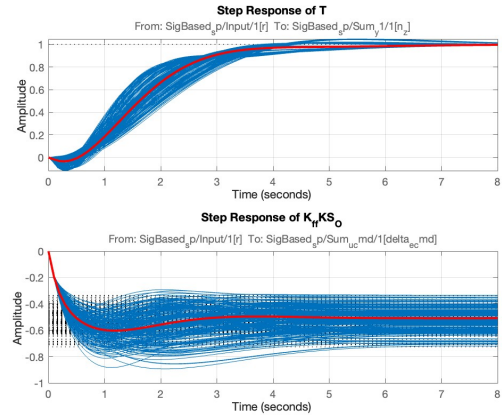 Step Response of T
From: SigBased_sp/Input/1[r] To: SigBased_sp/Sum_y1/1[n_z]
Amplitude
1
0.8
0.6
0.4
0.2
0
0 1 2 3 4 5 6 7 8
Time (seconds)
Step Response of K_ffKS_O
From: SigBased_sp/Input/1[r] To: SigBased_sp/Sum_ucmd/1[delta_ecmd]
Amplitude
0
-0.2
-0.4
-0.6
-0.8
-1
0 1 2 3 4 5 6 7 8
Time (seconds)